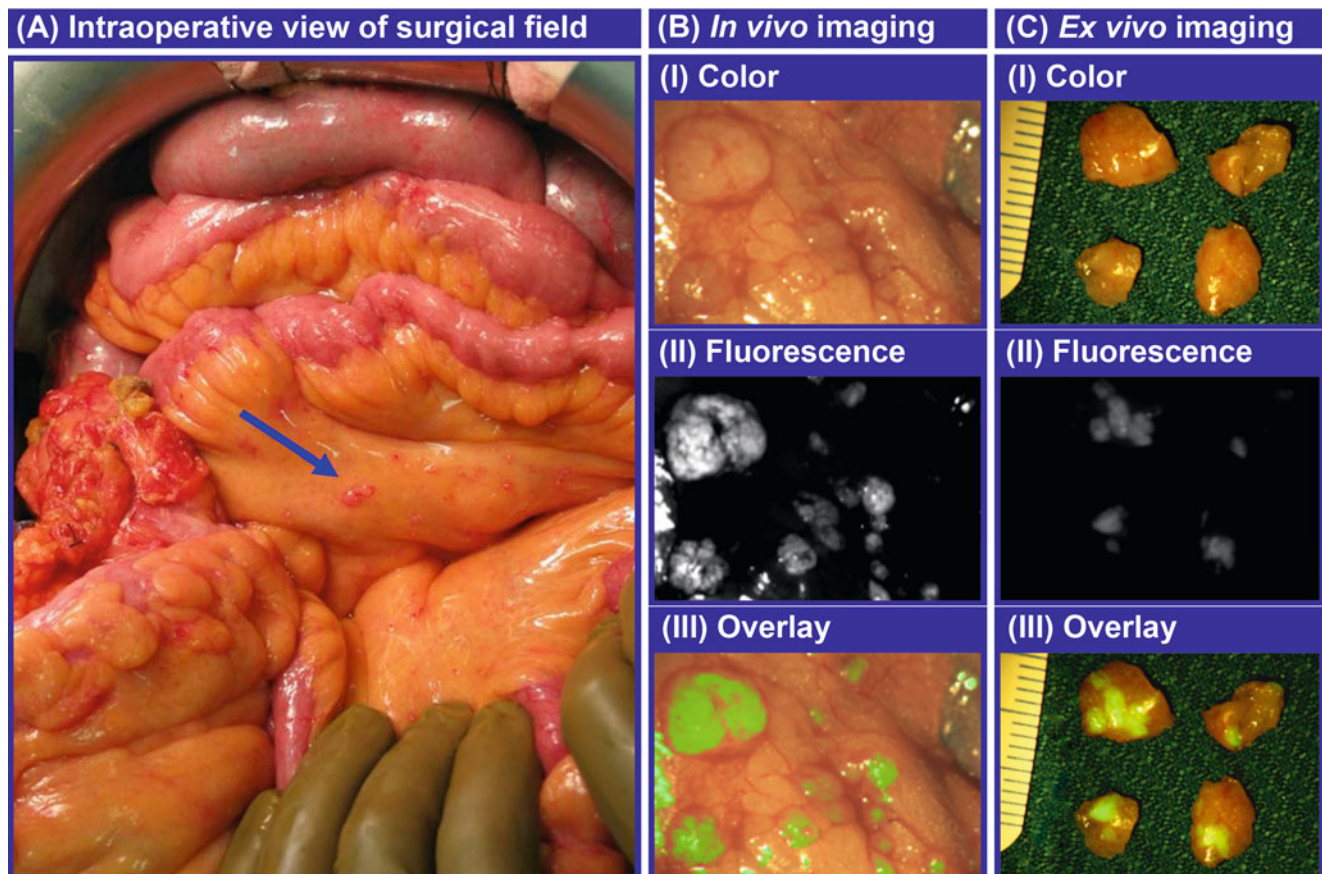 (A) Intraoperative view of surgical field
(B) In vivo imaging
(C) Ex vivo imaging
(I) Color
(I) Color
(II) Fluorescence
(II) Fluorescence
(III) Overlay
(III) Overlay